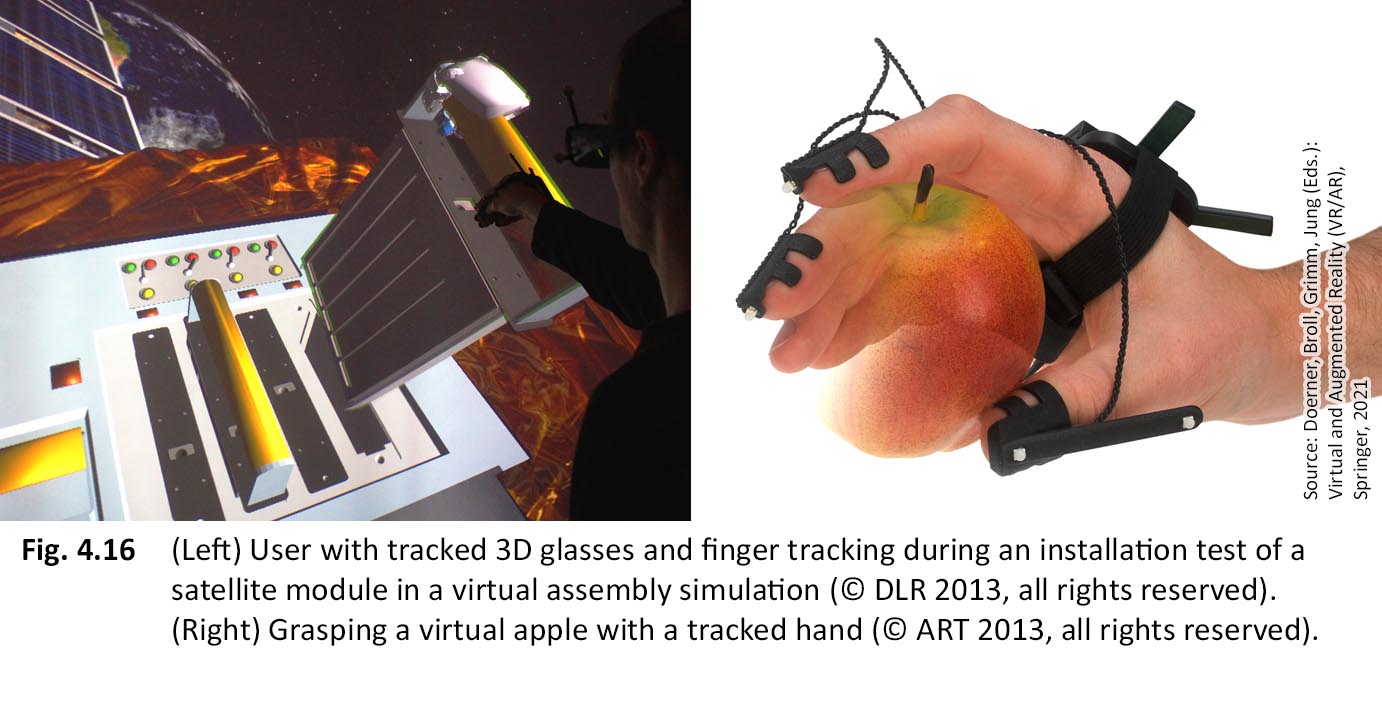 Source: Doerner, Broll, Grimm, Jung (Eds.):
Virtual and Augmented Reality (VR/AR),
Springer, 2021
Fig. 4.16 (Left) User with tracked 3D glasses and finger tracking during an installation test of a
satellite module in a virtual assembly simulation (© DLR 2013, all rights reserved).
(Right) Grasping a virtual apple with a tracked hand (© ART 2013, all rights reserved).